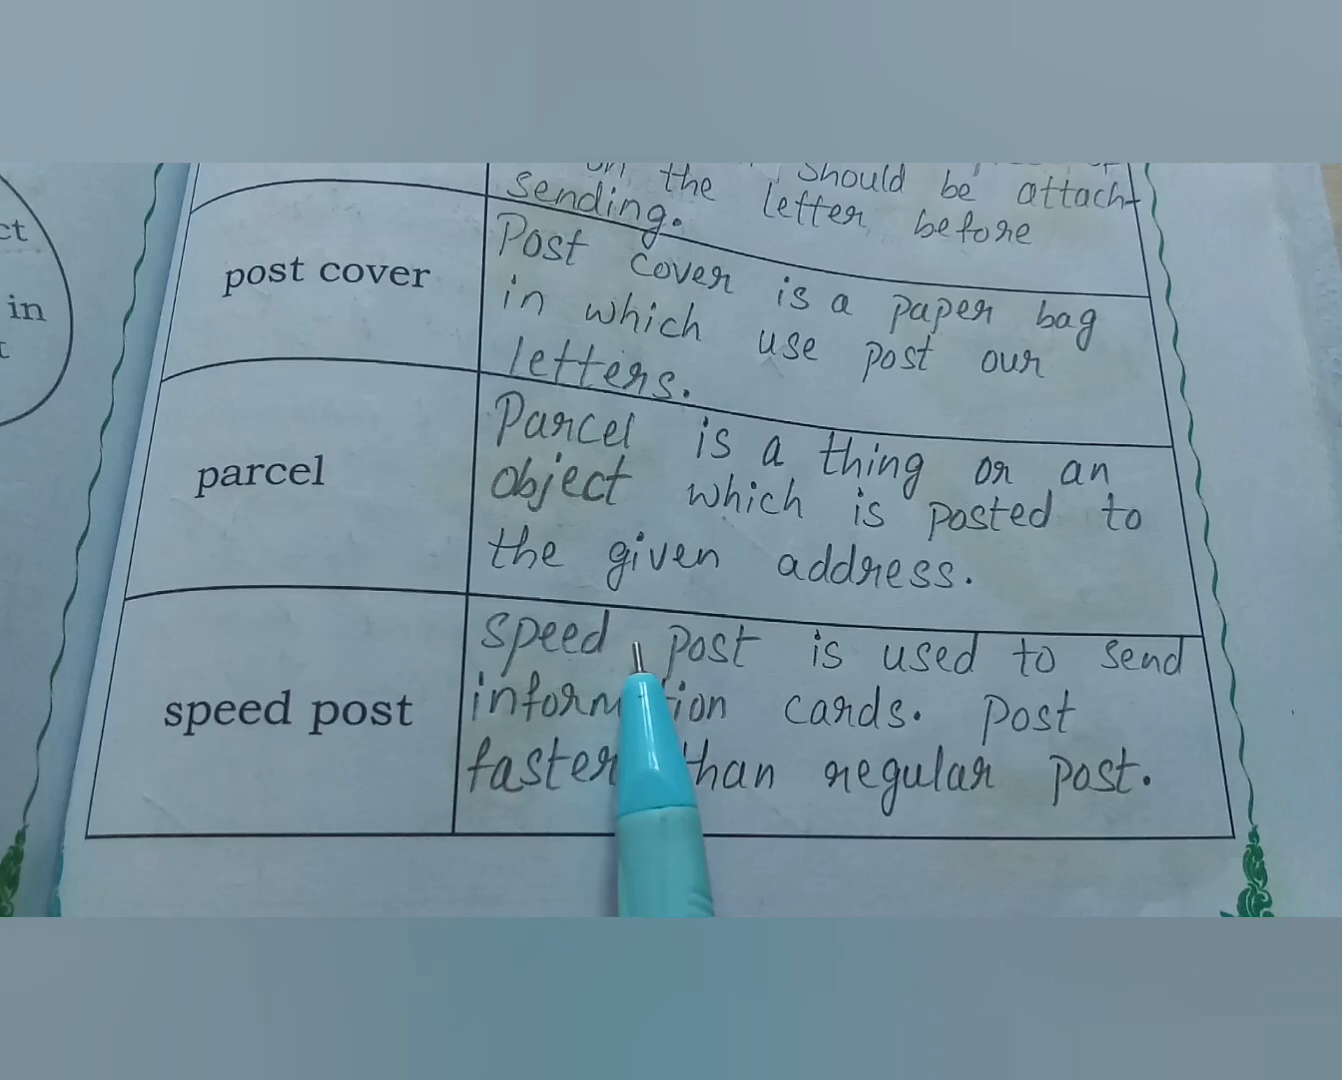 the should be attach
sending. letter before
ct
in
post cover
Post cover is a paper bag
in which use post our
letters.
parcel
Parcel is a thing or an
object which is posted to
the given address.
speed post
Speed post is used to send
cards. Post
faster than regular post.